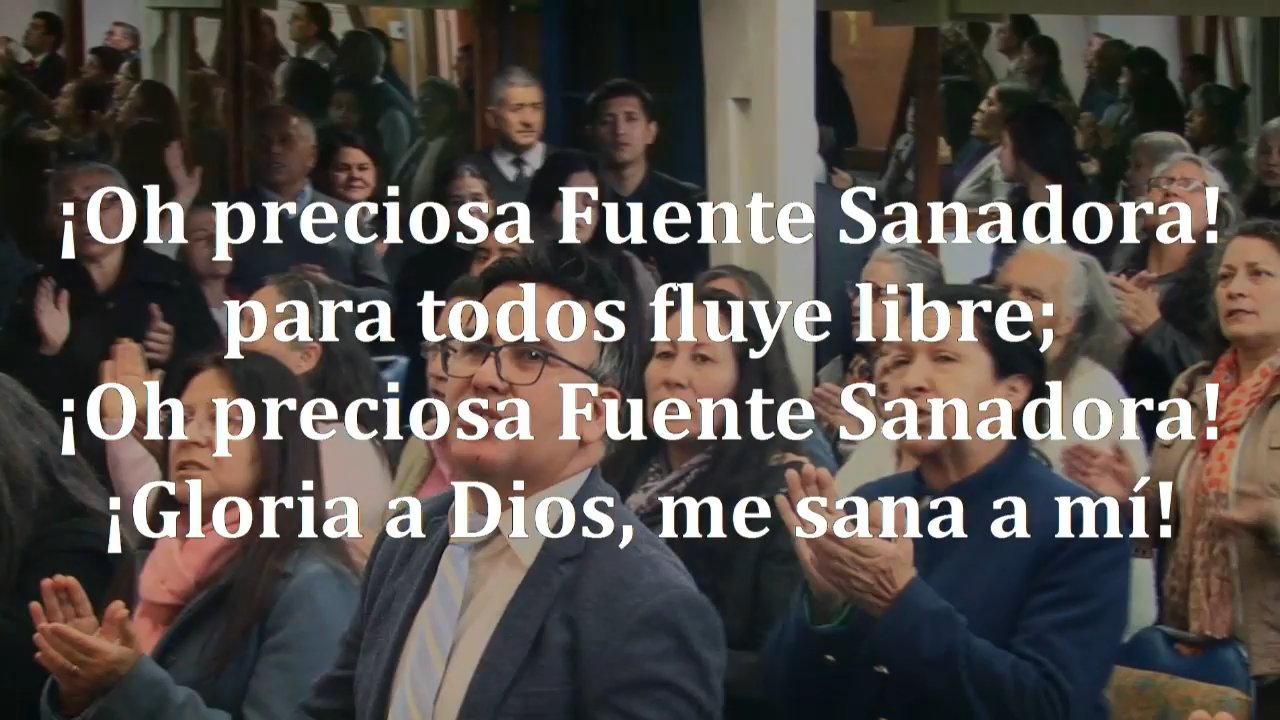 ¡Oh preciosa Fuente Sanadora!
para todos fluye libre;
¡Oh preciosa Fuente Sanadora!
¡Gloria a Dios, me sana a mí!